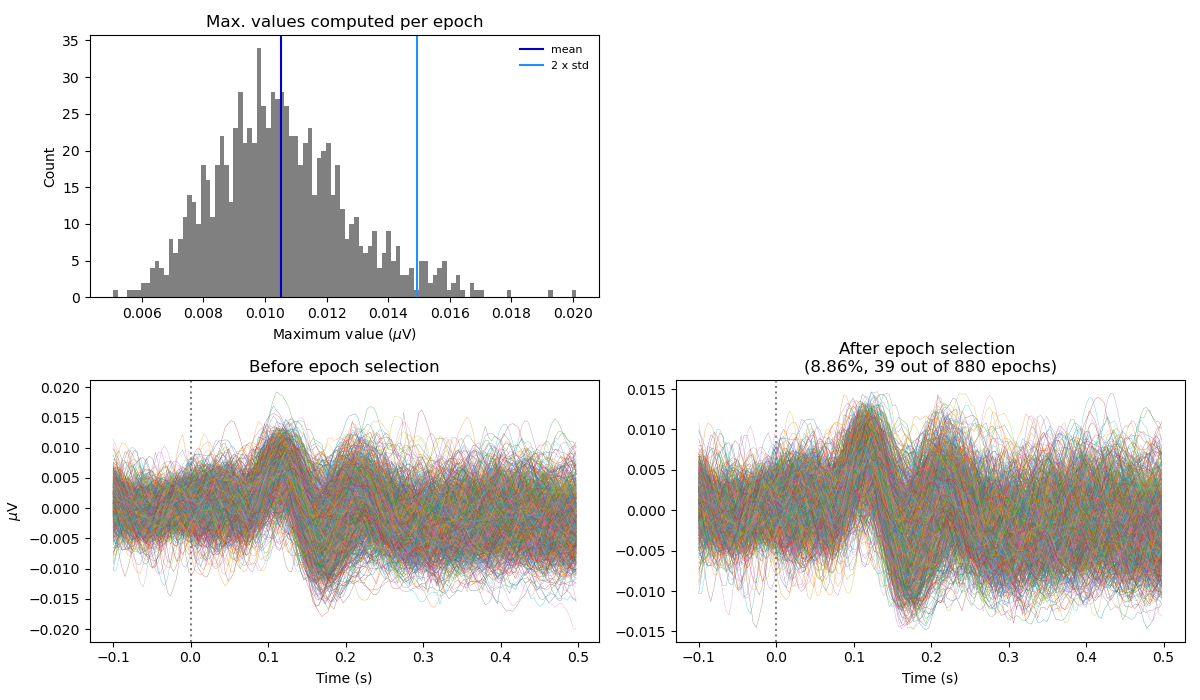 Max. values computed per epoch
35
30
25
20
15
10
5
0
Count
mean
2 x std
0.006 0.008 0.010 0.012 0.014 0.016 0.018 0.020
Maximum value (μV)
Before epoch selection
0.020
0.015
0.010
0.005
0.000
−0.005
−0.010
−0.015
−0.020
μV
−0.1 0.0 0.1 0.2 0.3 0.4 0.5
Time (s)
After epoch selection
(8.86%, 39 out of 880 epochs)
0.015
0.010
0.005
0.000
−0.005
−0.010
−0.015
−0.1 0.0 0.1 0.2 0.3 0.4 0.5
Time (s)